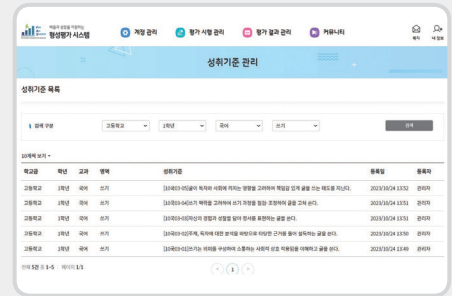 배움과 성장을 지원하는
형성평가 시스템
계정 관리
평가 시행 관리
평가 결과 관리
커뮤니티
쪽지
내 정보
성취기준 관리
성취기준 목록
검색 구분 고등학교 1학년 국어 쓰기 검색
10개씩 보기
학교급 학년 교과 영역 성취기준 등록일 등록자
고등학교 1학년 국어 쓰기 [10국03-05]글이 독자와 사회에 끼치는 영향을 고려하여 책임감 있게 글을 쓰는 태도를 지닌다. 2023/10/24 13:52 관리자
고등학교 1학년 국어 쓰기 [10국03-04]쓰기 맥락을 고려하여 쓰기 과정을 점검·조정하며 글을 고쳐 쓴다. 2023/10/24 13:51 관리자
고등학교 1학년 국어 쓰기 [10국03-03]자신의 경험과 성찰을 담아 정서를 표현하는 글을 쓴다. 2023/10/24 13:51 관리자
고등학교 1학년 국어 쓰기 [10국03-02]주제, 독자에 대한 분석을 바탕으로 타당한 근거를 들어 설득하는 글을 쓴다. 2023/10/24 13:50 관리자
고등학교 1학년 국어 쓰기 [10국03-01]쓰기는 의미를 구성하여 소통하는 사회적 상호 작용임을 이해하고 글을 쓴다. 2023/10/24 13:49 관리자
전체 5건 중 1-5 페이지 1/1
1